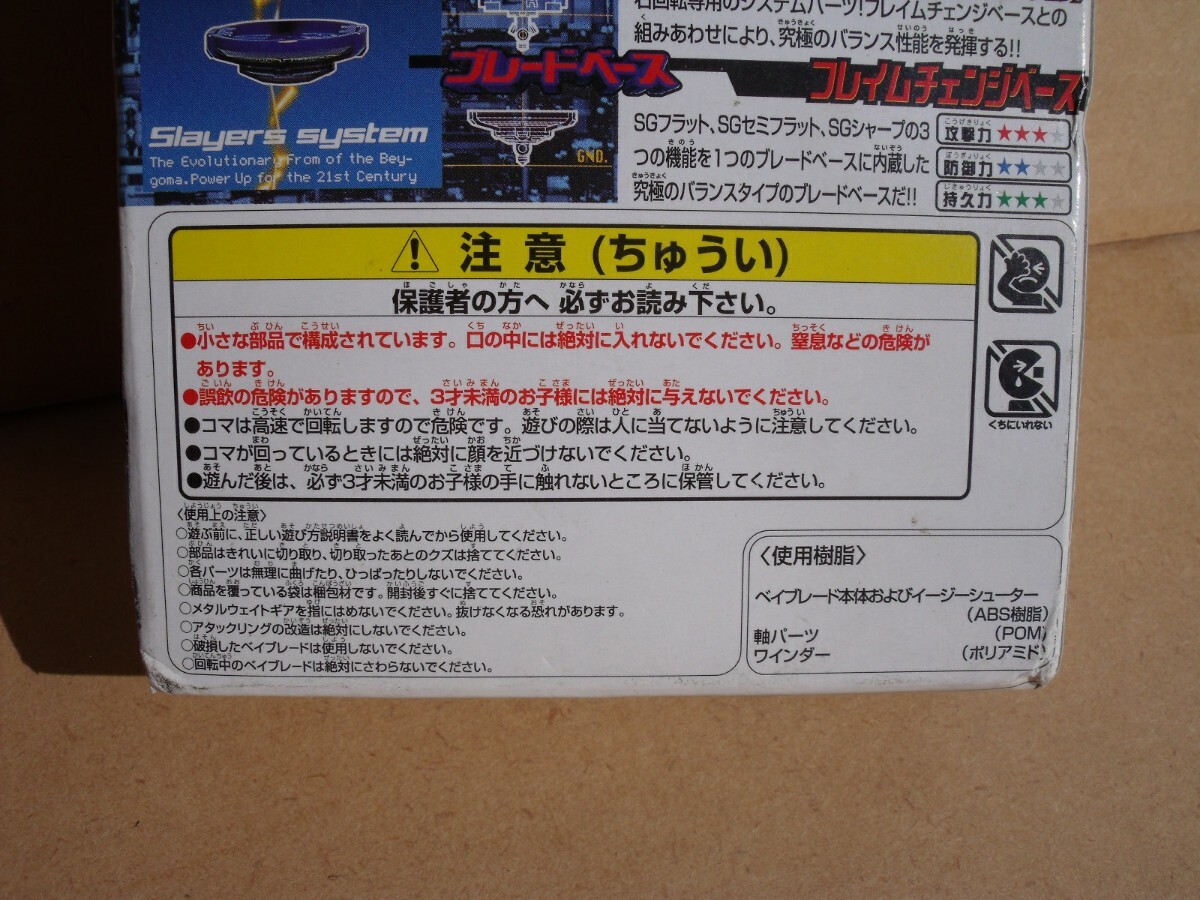 右回転専用のシステムパーツ!フレイムチェンジベースとの
組みあわせにより、究極のバランス性能を発揮する!!
ブレードベース
フレイムチェンジベース
SGフラット、SGセミフラット、SGシャープの3
つの機能を1つのブレードベースに内蔵した
究極のバランスタイプのブレードベースだ!!
攻撃力★★★★
防御力★★★★
持久力★★★★
GND.
Slayers system
The Evolutionary From of the Bey-
goma.Power Up for the 21st Century
注意(ちゅうい)
保護者の方へ 必ずお読み下さい。
●小さな部品で構成されています。口の中には絶対に入れないでください。窒息などの危険が
あります。
●誤飲の危険がありますので、3才未満のお子様には絶対に与えないでください。
●コマは高速で回転しますので危険です。遊びの際は人に当てないように注意してください。
●コマが回っているときには絶対に顔を近づけないでください。
●遊んだ後は、必ず3才未満のお子様の手に触れないところに保管してください。
くちにいれない
〈使用上の注意〉
○遊ぶ前に、正しい遊び方説明書をよく読んでから使用してください。
○部品はきれいに切り取り、切り取ったあとのクズは捨ててください。
○各パーツは無理に曲げたり、ひっぱったりしないでください。
○商品を覆っている袋は梱包材です。開封後すぐに捨ててください。
○メタルウェイトギアを指にはめないでください。抜けなくなる恐れがあります。
○アタックリングの改造は絶対にしないでください。
○破損したベイブレードは使用しないでください。
○回転中のベイブレードは絶対にさわらないでください。
〈使用樹脂〉
ベイブレード本体およびイージーシューター
(ABS樹脂)
軸パーツ (POM)
ワインダー (ポリアミド)